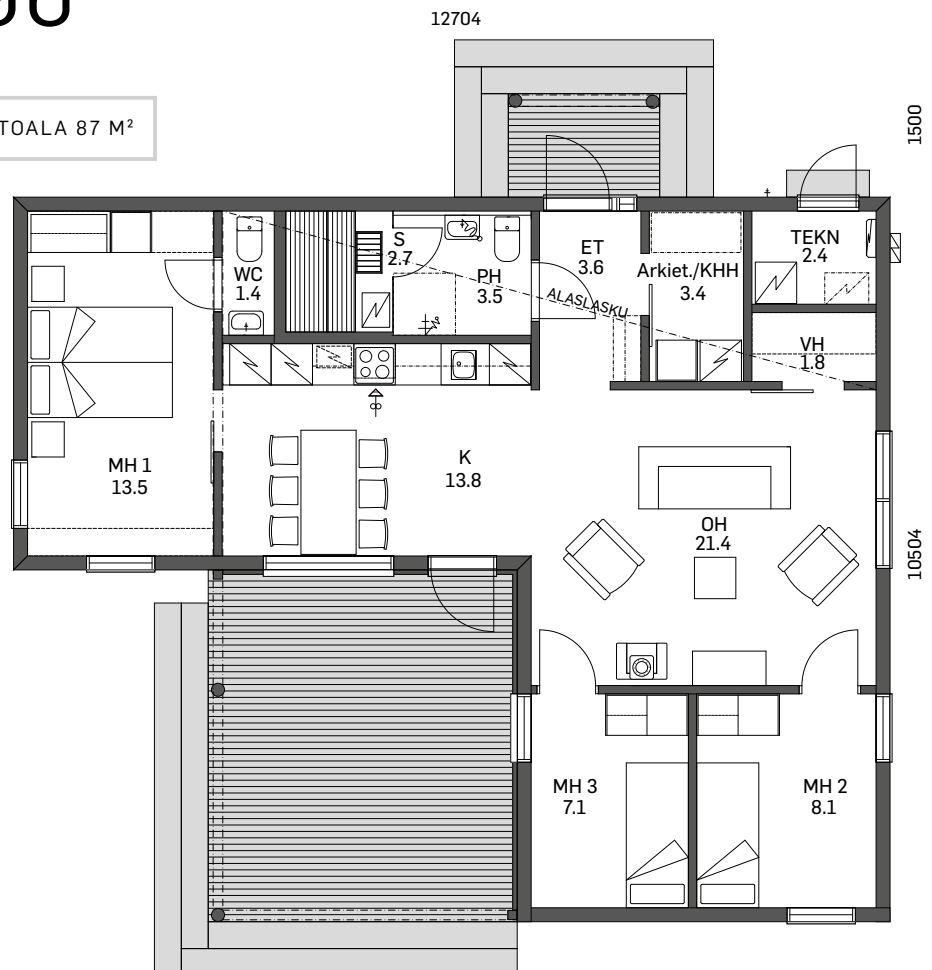 12704
TOALA 87 M²
1500
S
2.7
WC
1.4
PH
3.5
ET
3.6
Arkiet./KHH
3.4
TEKN
2.4
ALASLASKU
VH
1.8
MH 1
13.5
K
13.8
OH
21.4
10504
MH 3
7.1
MH 2
8.1